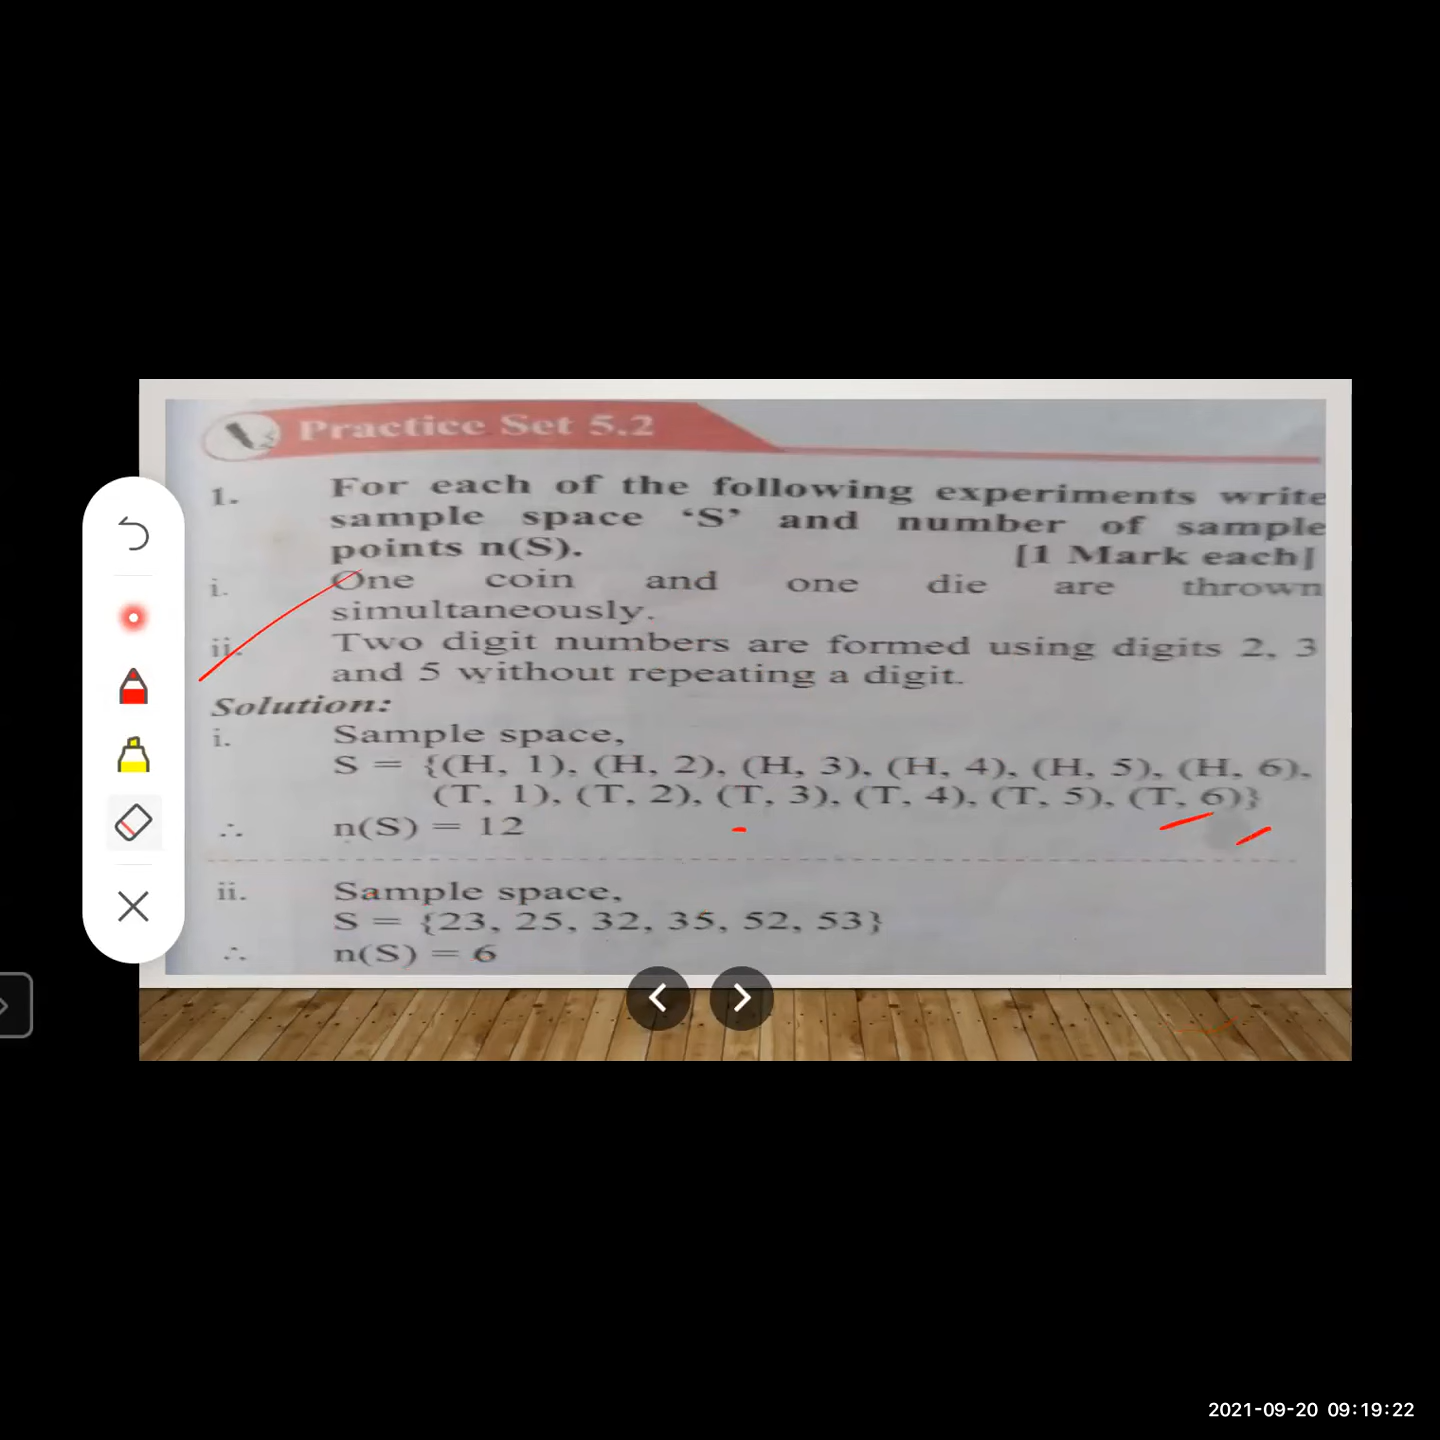 Practice Set 5.2
1. For each of the following experiments write
sample space ‘S’ and number of sample
points n(S). [1 Mark each]
i. One coin and one die are thrown
simultaneously.
ii. Two digit numbers are formed using digits 2, 3
and 5 without repeating a digit.
Solution:
i. Sample space,
S = {(H, 1), (H, 2), (H, 3), (H, 4), (H, 5), (H, 6),
(T, 1), (T, 2), (T, 3), (T, 4), (T, 5), (T, 6)}
∴ n(S) = 12
ii. Sample space,
S = {23, 25, 32, 35, 52, 53}
∴ n(S) = 6
2021-09-20 09:19:22